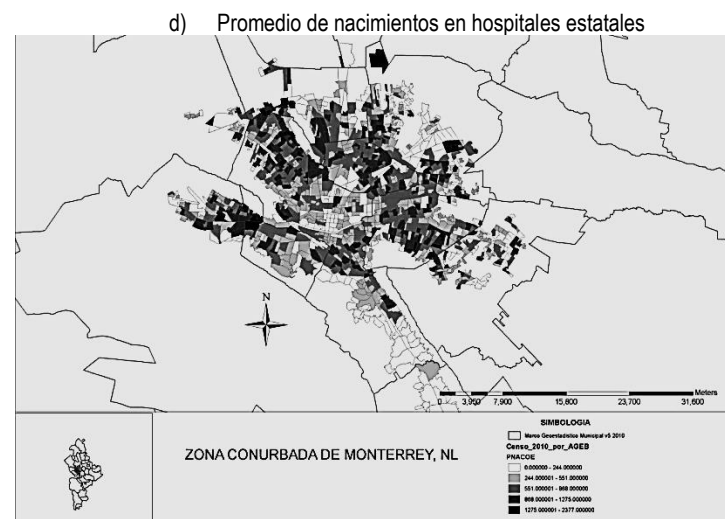 d) Promedio de nacimientos en hospitales estatales
N
Meters
0 3,950 7,900 15,800 23,700 31,600
SIMBOLOGIA
Marco Geoestadistico Municipal v5 2010
Censo_2010_por_AGEB
PNACOE
0.000000 - 244.000000
244.000001 - 551.000000
551.000001 - 868.000000
868.000001 - 1275.000000
1275.000001 - 2377.000000
ZONA CONURBADA DE MONTERREY, NL